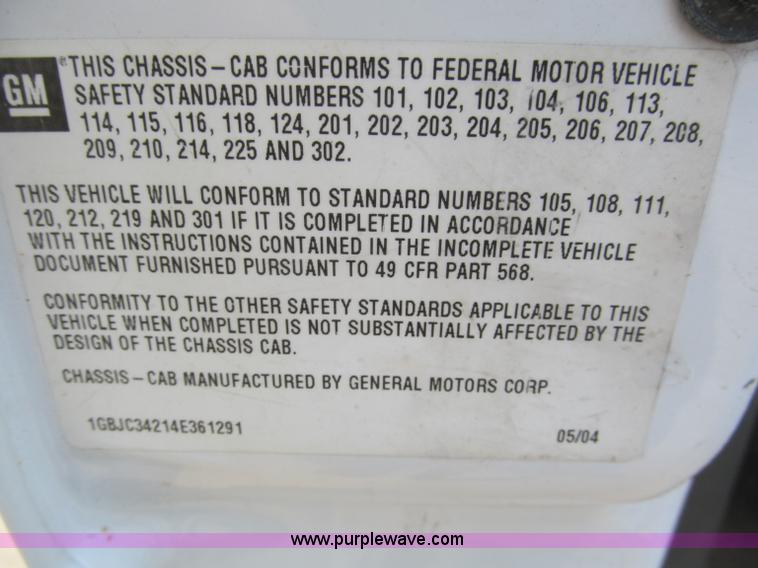 GM
THIS CHASSIS-CAB CONFORMS TO FEDERAL MOTOR VEHICLE
SAFETY STANDARD NUMBERS 101, 102, 103, 104, 106, 113,
114, 115, 116, 118, 124, 201, 202, 203, 204, 205, 206, 207, 208,
209, 210, 214, 225 AND 302.
THIS VEHICLE WILL CONFORM TO STANDARD NUMBERS 105, 108, 111,
120, 212, 219 AND 301 IF IT IS COMPLETED IN ACCORDANCE
WITH THE INSTRUCTIONS CONTAINED IN THE INCOMPLETE VEHICLE
DOCUMENT FURNISHED PURSUANT TO 49 CFR PART 568.
CONFORMITY TO THE OTHER SAFETY STANDARDS APPLICABLE TO THIS
VEHICLE WHEN COMPLETED IS NOT SUBSTANTIALLY AFFECTED BY THE
DESIGN OF THE CHASSIS CAB.
CHASSIS-CAB MANUFACTURED BY GENERAL MOTORS CORP.
1GBJC34214E361291 05/04
www.purplewave.com